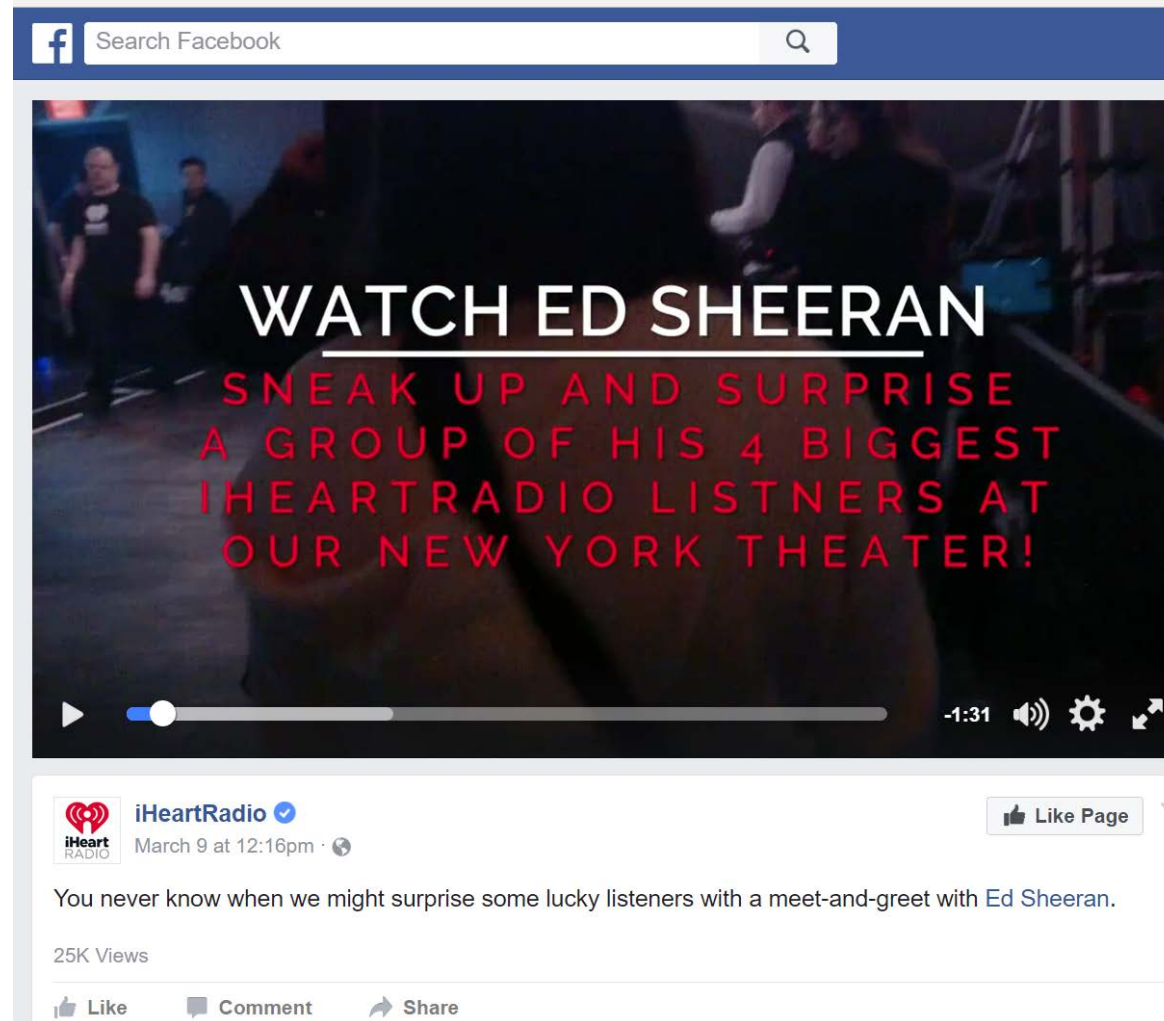 f
Search Facebook
WATCH ED SHEERAN
SNEAK UP AND SURPRISE
A GROUP OF HIS 4 BIGGEST
IHEARTRADIO LISTNERS AT
OUR NEW YORK THEATER!
-1:31
iHeart
RADIO
iHeartRadio
March 9 at 12:16pm ·
Like Page
You never know when we might surprise some lucky listeners with a meet-and-greet with Ed Sheeran.
25K Views
Like Comment Share